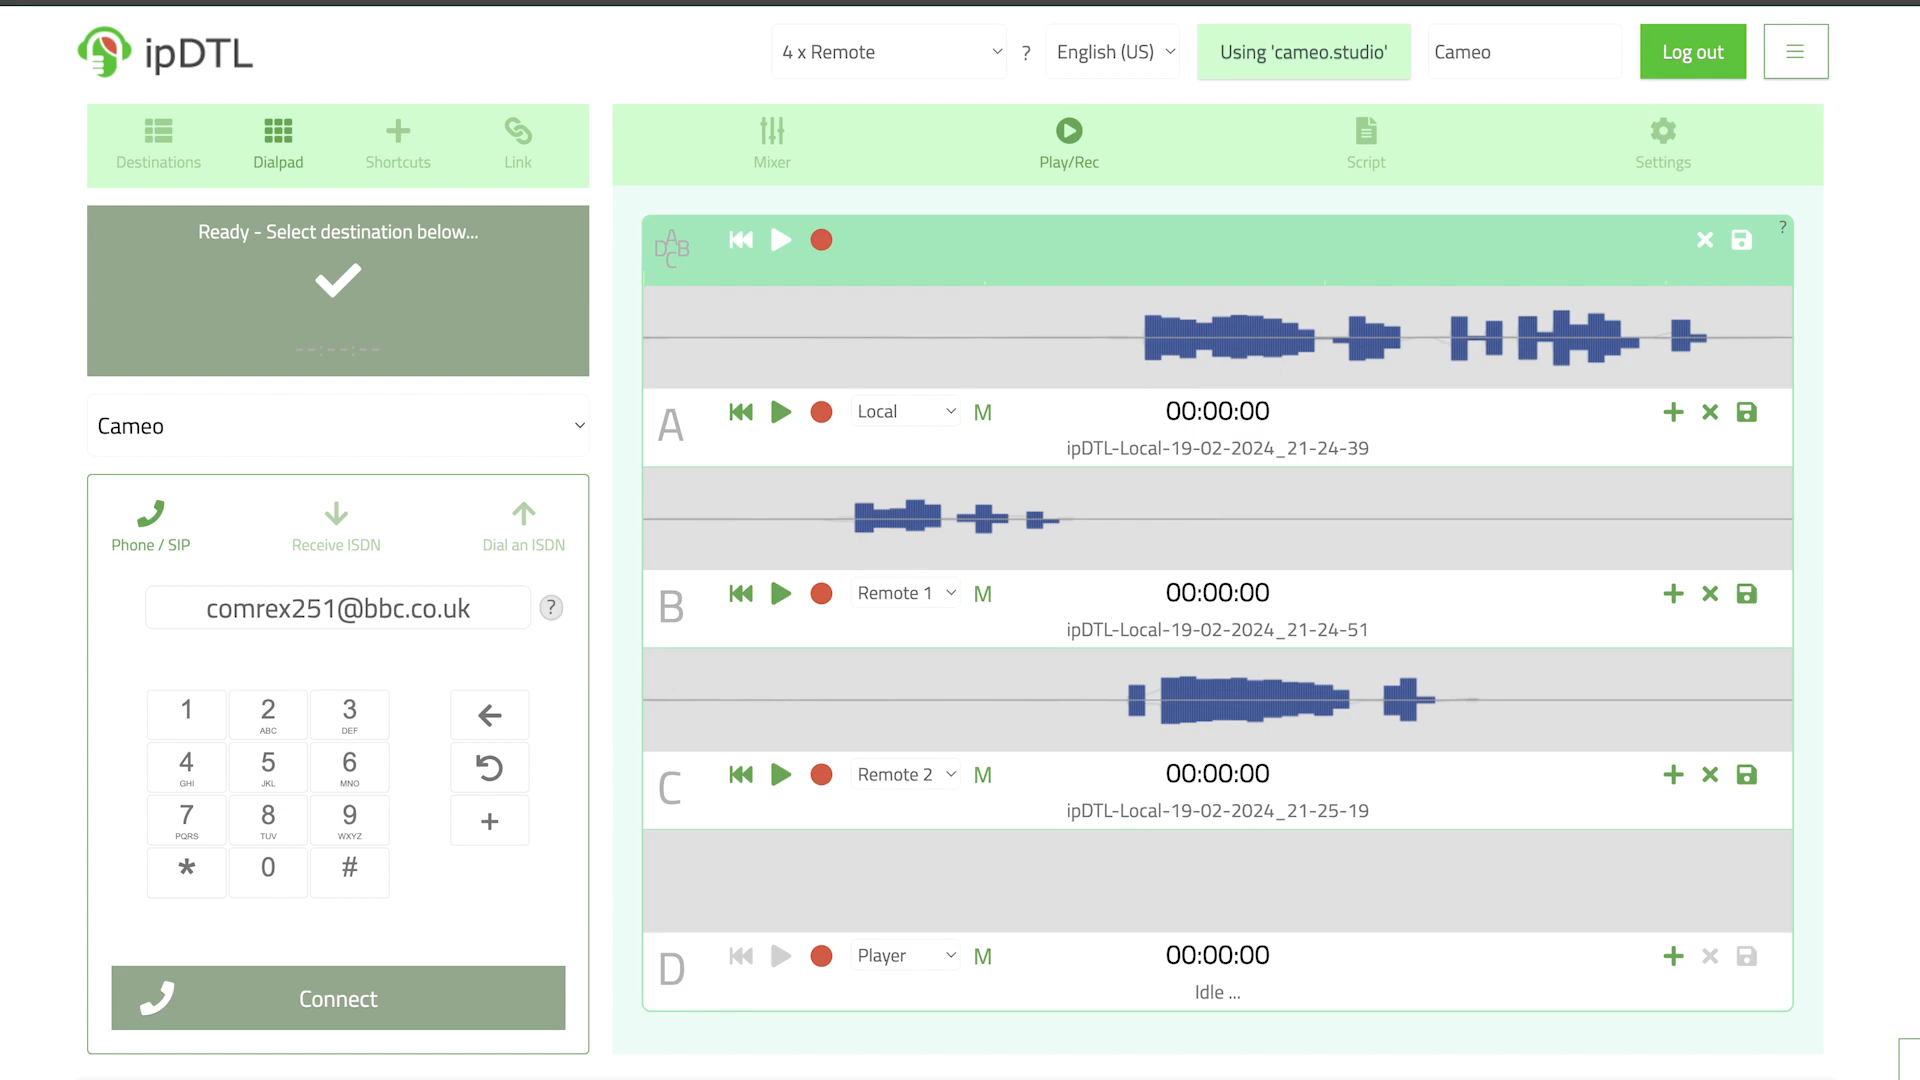 ipDTL
4 x Remote
?
English (US)
Using 'cameo.studio'
Cameo
Log out
Destinations
Dialpad
Shortcuts
Link
Mixer
Play/Rec
Script
Settings
Ready - Select destination below...
--:--:--
Cameo
Phone / SIP
Receive ISDN
Dial an ISDN
comrex251@bbc.co.uk
?
1
2
ABC
3
DEF
4
GHI
5
JKL
6
MNO
7
PQRS
8
TUV
9
WXYZ
*
0
#
+
Connect
A
D B
C
?
A
Local
M
00:00:00
ipDTL-Local-19-02-2024_21-24-39
B
Remote 1
M
00:00:00
ipDTL-Local-19-02-2024_21-24-51
C
Remote 2
M
00:00:00
ipDTL-Local-19-02-2024_21-25-19
D
Player
M
00:00:00
Idle ...